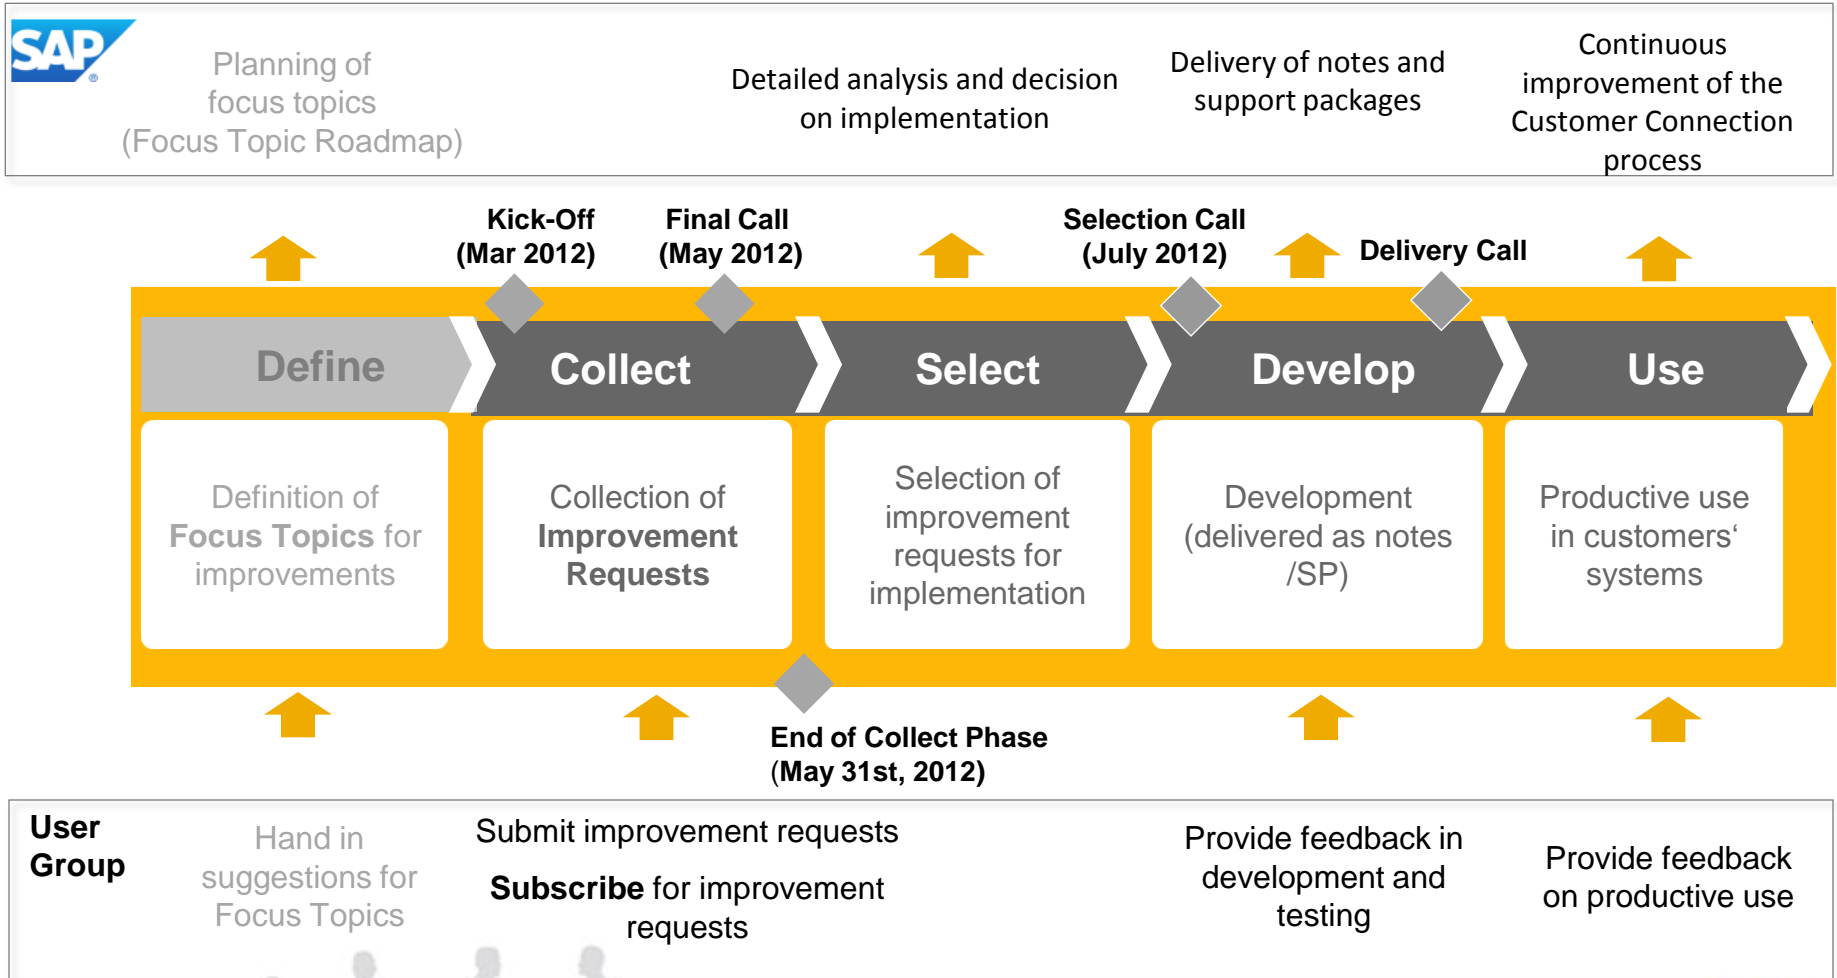 SAP
®
Planning of
focus topics
(Focus Topic Roadmap)
Detailed analysis and decision
on implementation
Delivery of notes and
support packages
Continuous
improvement of the
Customer Connection
process
Kick-Off
(Mar 2012)
Final Call
(May 2012)
Selection Call
(July 2012)
Delivery Call
Define
Collect
Select
Develop
Use
Definition of
Focus Topics for
improvements
Collection of
Improvement
Requests
Selection of
improvement
requests for
implementation
Development
(delivered as notes
/SP)
Productive use
in customers‘
systems
End of Collect Phase
(May 31st, 2012)
User
Group
Hand in
suggestions for
Focus Topics
Submit improvement requests
Subscribe for improvement
requests
Provide feedback in
development and
testing
Provide feedback
on productive use